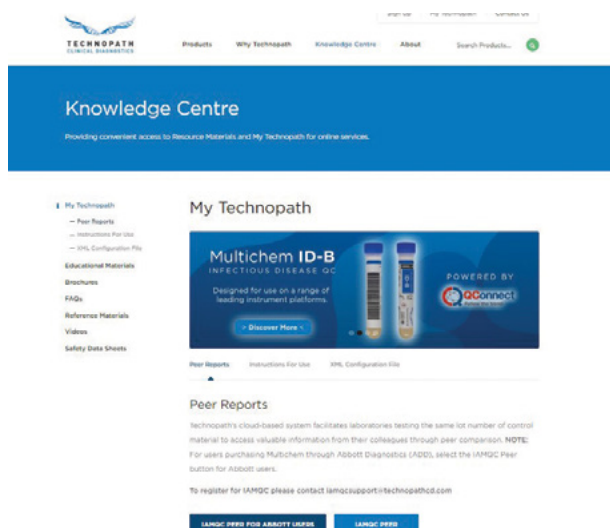 Sign Up My Technopath Contact Us
TECHNOPATH
CLINICAL DIAGNOSTICS
Products Why Technopath Knowledge Centre About Search Products...
Knowledge Centre
Providing convenient access to Resource Materials and My Technopath for online services.
My Technopath
— Peer Reports
— Instructions For Use
— XML Configuration File
Educational Materials
Brochures
FAQs
Reference Materials
Videos
Safety Data Sheets
My Technopath
Multichem ID-B
INFECTIOUS DISEASE QC
Designed for use on a range of
leading instrument platforms.
> Discover More <
POWERED BY
QConnect
Peer Reports Instructions For Use XML Configuration File
Peer Reports
Technopath's cloud-based system facilitates laboratories testing the same lot number of control
material to access valuable information from their colleagues through peer comparison. NOTE:
For users purchasing Multichem through Abbott Diagnostics (ADD), select the IAMQC Peer
button for Abbott users.
To register for IAMQC please contact iamqcsupport@technopathcd.com
IAMQC PEER FOR ABBOTT USERS IAMQC PEER